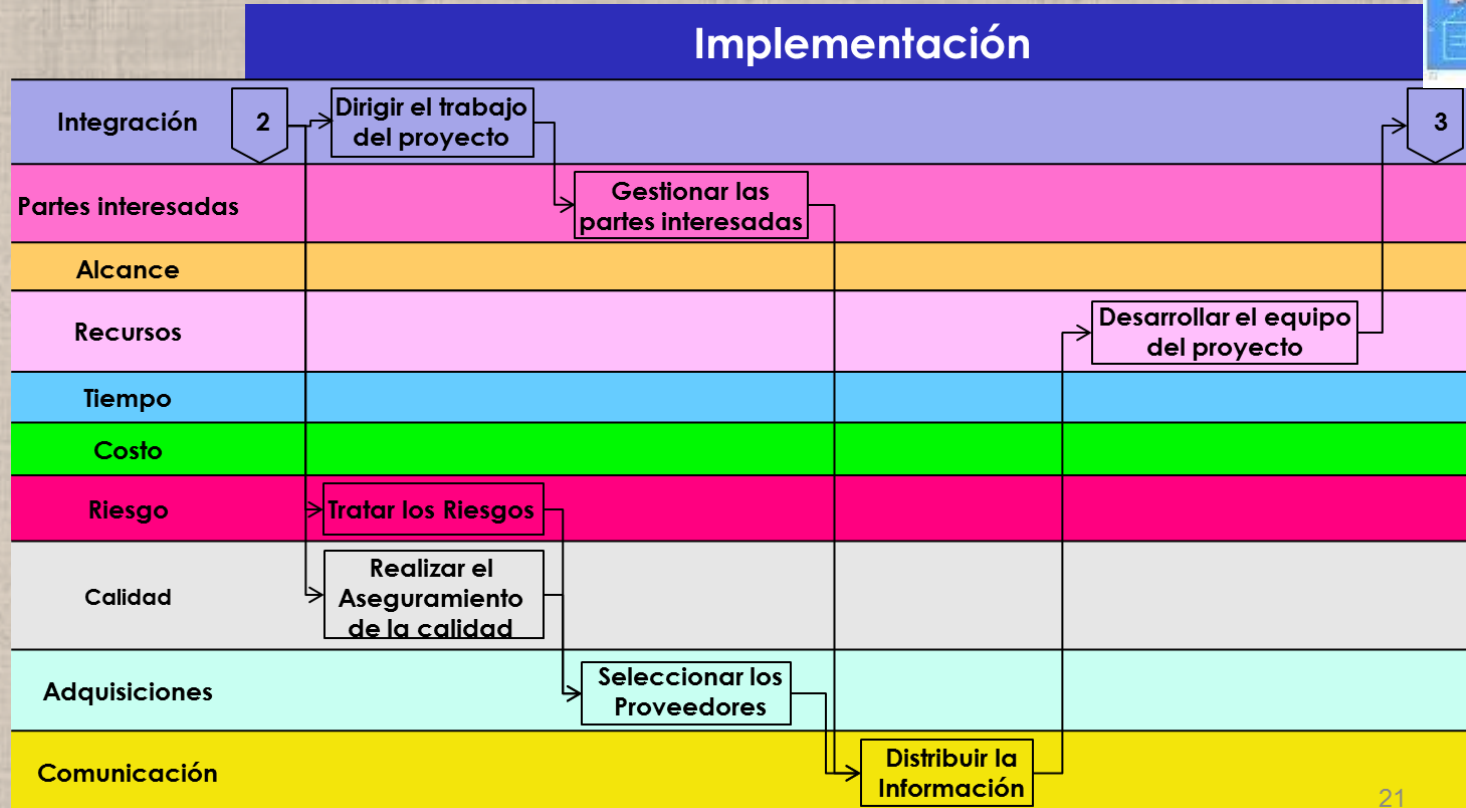 Implementación
Integración
2
Dirigir el trabajo
del proyecto
3
Partes interesadas
Gestionar las
partes interesadas
Alcance
Recursos
Desarrollar el equipo
del proyecto
Tiempo
Costo
Riesgo
Tratar los Riesgos
Calidad
Realizar el
Aseguramiento
de la calidad
Adquisiciones
Seleccionar los
Proveedores
Comunicación
Distribuir la
Información
21